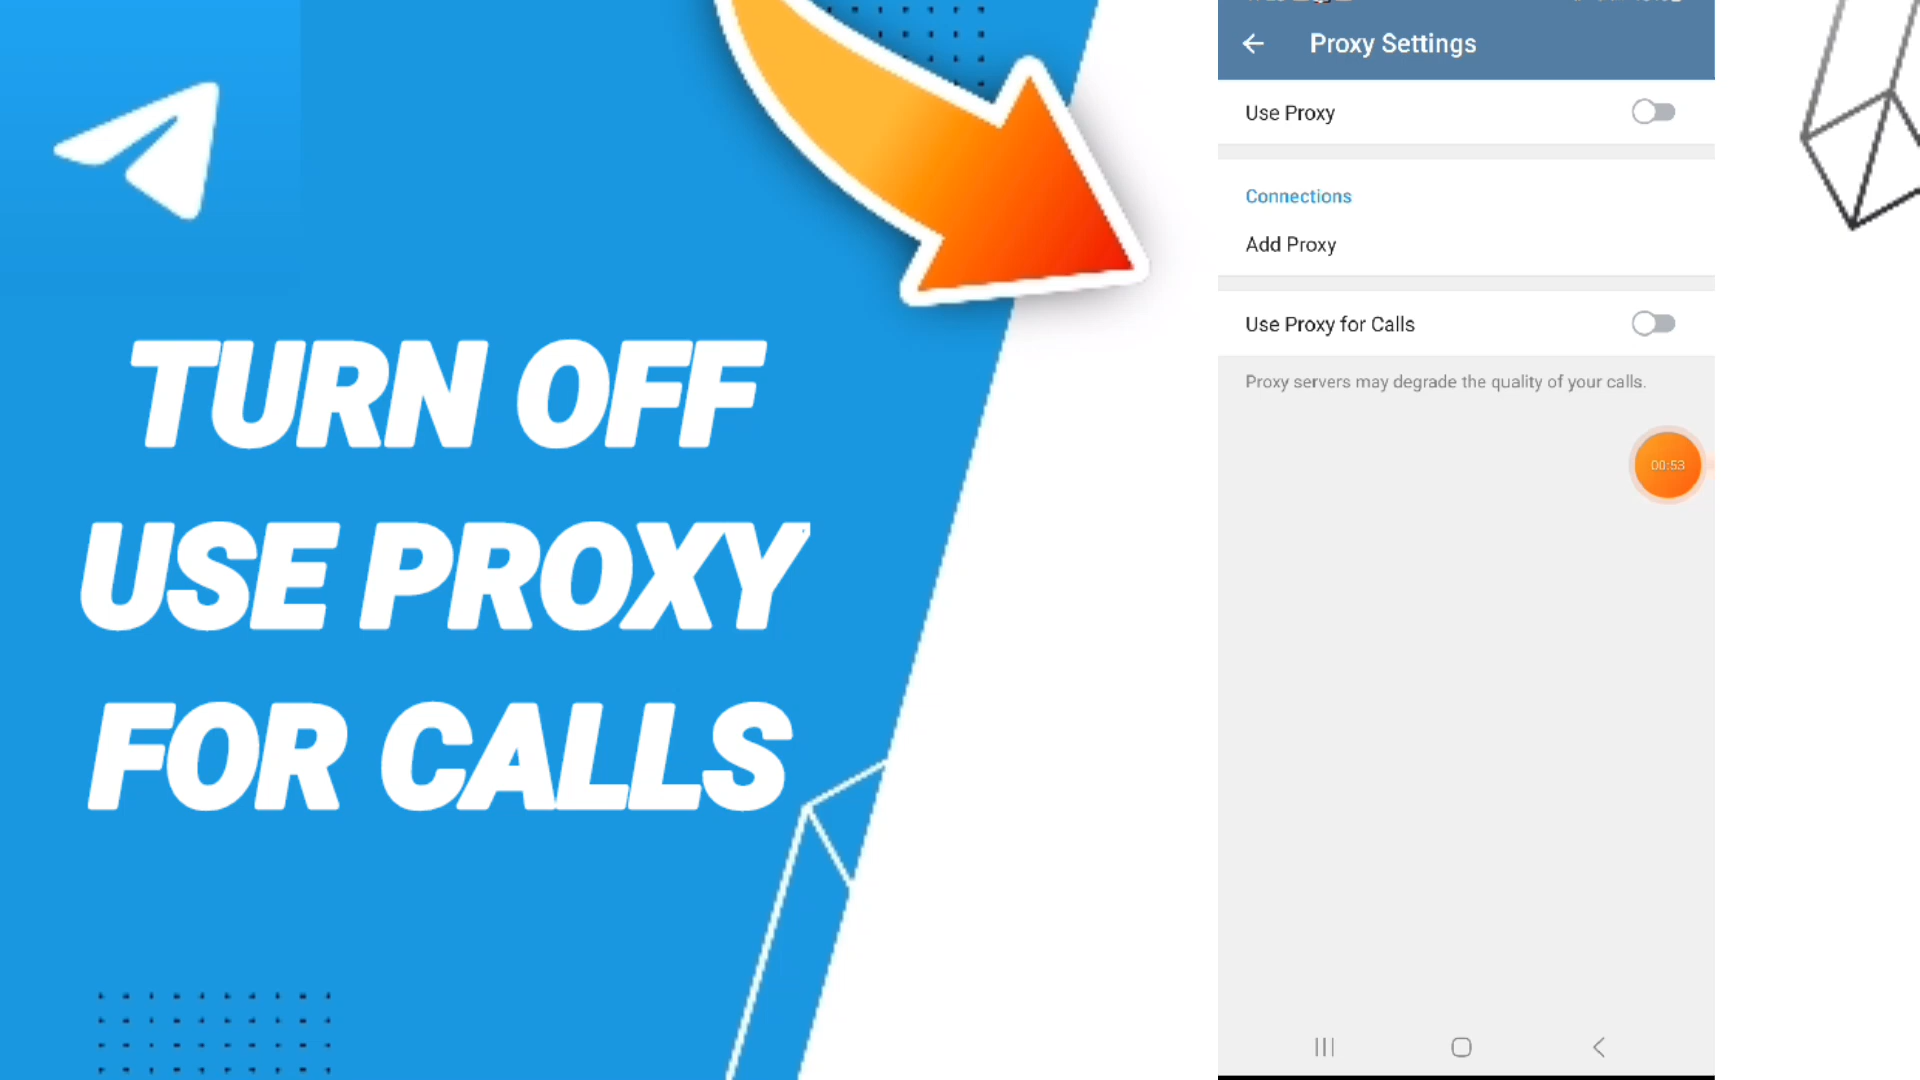 TURN OFF
USE PROXY
FOR CALLS
Proxy Settings
Use Proxy
Connections
Add Proxy
Use Proxy for Calls
Proxy servers may degrade the quality of your calls.
00:53